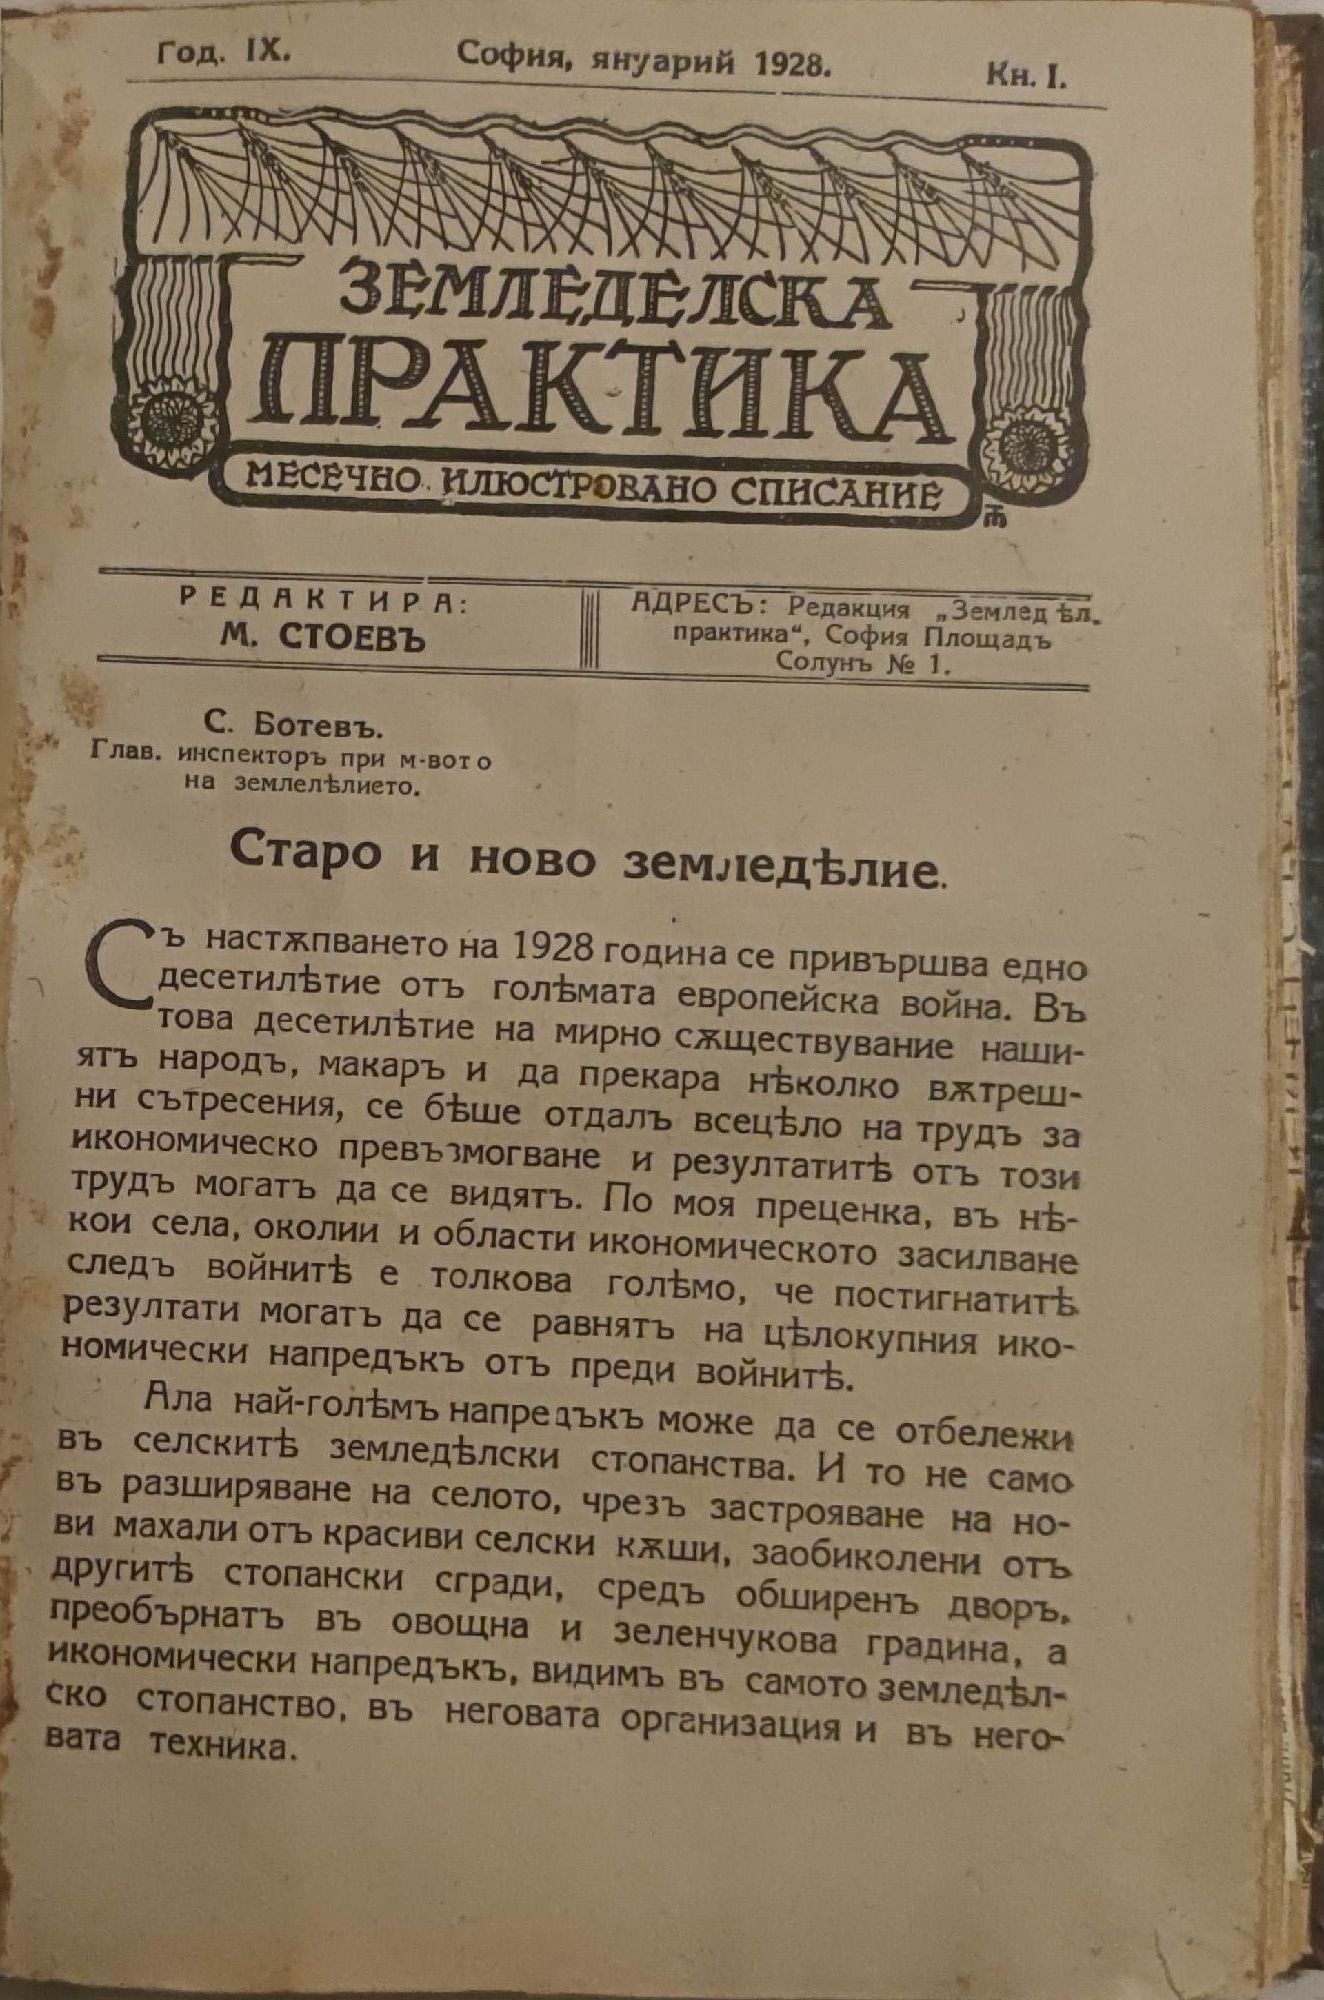 Год. IX.
София, януарий 1928.
Кн. I.
ЗЕМЛЕДЕЛСКА
ПРАКТИКА
МЕСЕЧНО ИЛЮСТРОВАНО СПИСАНИЕ
РЕДАКТИРА:
М. СТОЕВЪ
АДРЕСЪ: Редакция „Землед ѣл.
практика“, София Площадъ
Солунъ № 1.
С. Ботевъ.
Глав. инспекторъ при м-вото
на землелѣлието.
Старо и ново земледѣлие.
Съ настѫпването на 1928 година се привършва едно
десетилѣтие отъ голѣмата европейска война. Въ
това десетилѣтие на мирно сѫществувание наши-
ятъ народъ, макаръ и да прекара нѣколко вѫтреш-
ни сътресения, се бѣше отдалъ всецѣло на трудъ за
икономическо превъзмогване и резултатитѣ отъ този
трудъ могатъ да се видятъ. По моя преценка, въ нѣ-
кои села, околии и области икономическото засилване
следъ войнитѣ е толкова голѣмо, че постигнатитѣ
резултати могатъ да се равнятъ на цѣлокупния ико-
номически напредъкъ отъ преди войнитѣ.
Ала най-голѣмъ напредъкъ може да се отбележи
въ селскитѣ земледѣлски стопанства. И то не само
въ разширяване на селото, чрезъ застрояване на но-
ви махали отъ красиви селски кѫши, заобиколени отъ
другитѣ стопански сгради, средъ обширенъ дворъ,
преобърнатъ въ овощна и зеленчукова градина, а
икономически напредъкъ, видимъ въ самото земледѣл-
ско стопанство, въ неговата организация и въ него-
вата техника.